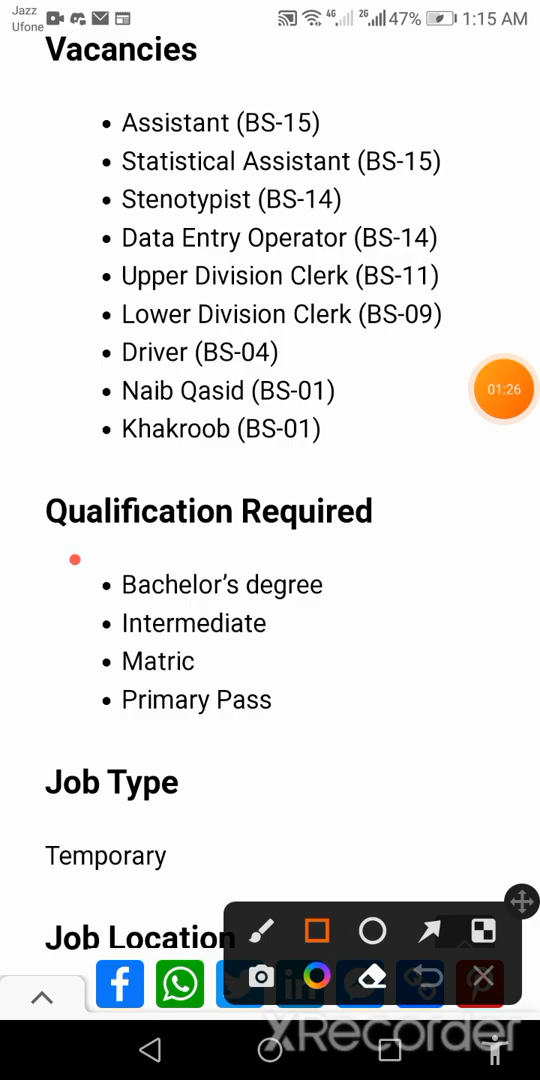 Jazz
Ufone
4G
2G
47%
1:15 AM
Vacancies
• Assistant (BS-15)
• Statistical Assistant (BS-15)
• Stenotypist (BS-14)
• Data Entry Operator (BS-14)
• Upper Division Clerk (BS-11)
• Lower Division Clerk (BS-09)
• Driver (BS-04)
• Naib Qasid (BS-01)
• Khakroob (BS-01)
01:26
Qualification Required
• Bachelor's degree
• Intermediate
• Matric
• Primary Pass
Job Type
Temporary
Job Location
XRecorder